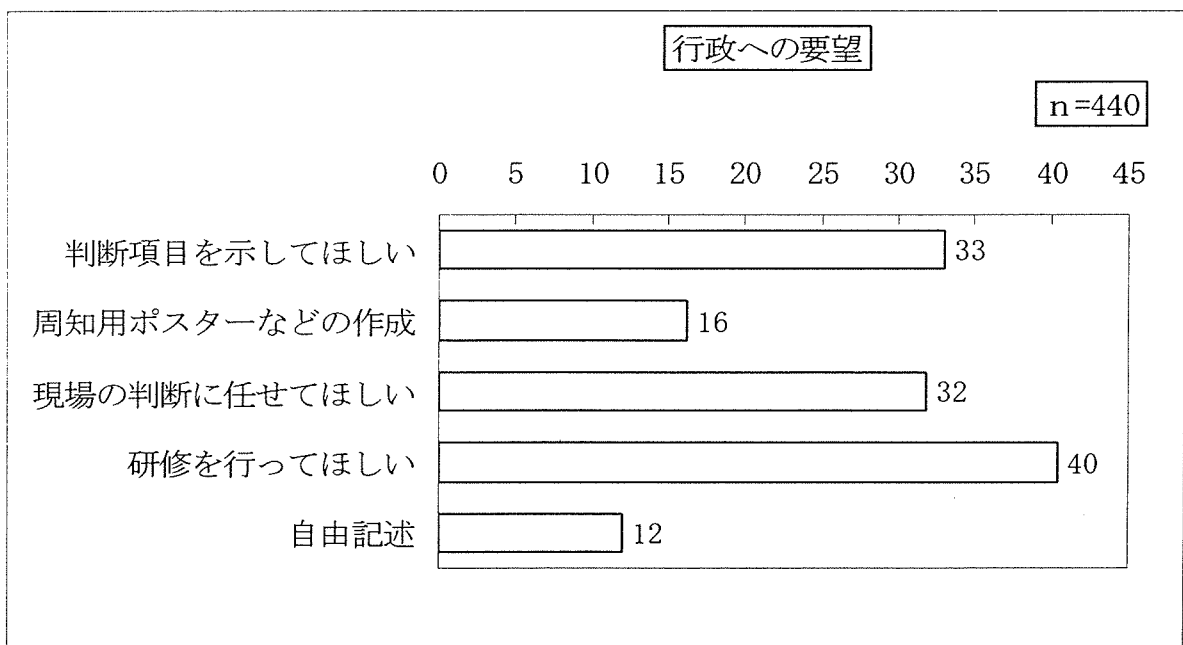 行政への要望
n=440
0 5 10 15 20 25 30 35 40 45
判断項目を示してほしい 33
周知用ポスターなどの作成 16
現場の判断に任せてほしい 32
研修を行ってほしい 40
自由記述 12